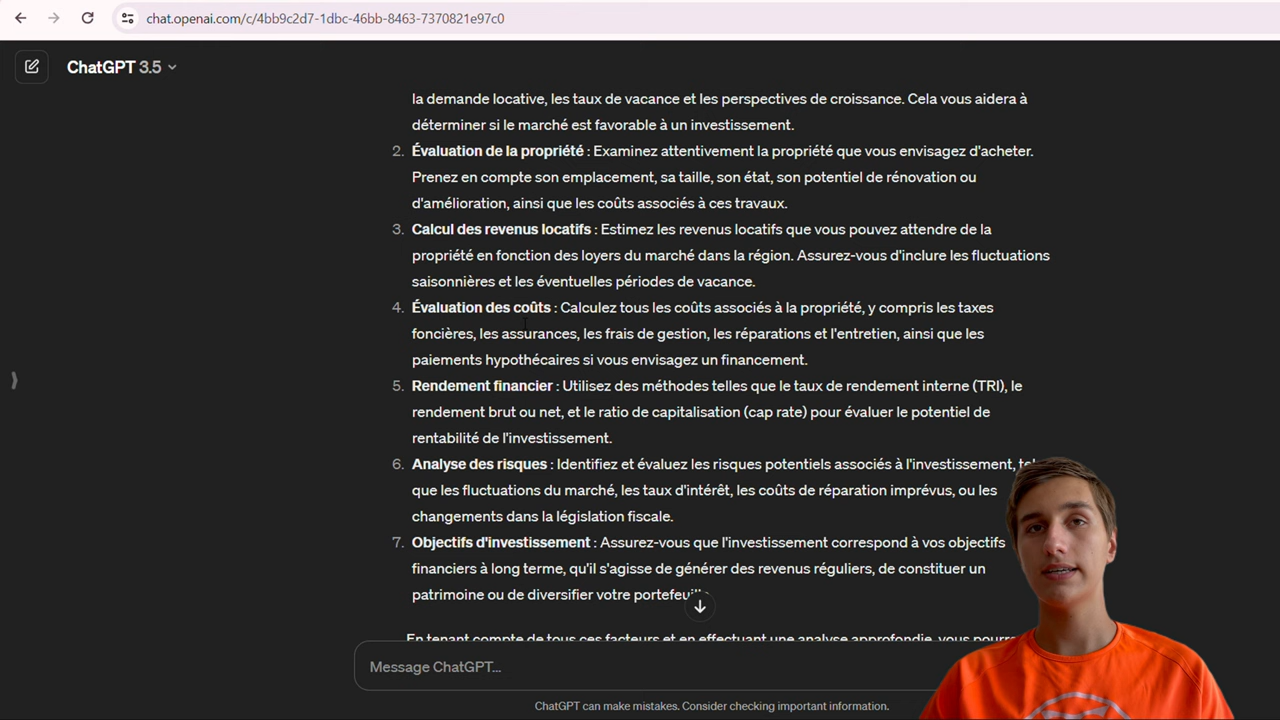 chat.openai.com/c/4bb9c2d7-1dbc-46bb-8463-7370821e97c0
ChatGPT 3.5
la demande locative, les taux de vacance et les perspectives de croissance. Cela vous aidera à
déterminer si le marché est favorable à un investissement.
2. Évaluation de la propriété : Examinez attentivement la propriété que vous envisagez d'acheter.
Prenez en compte son emplacement, sa taille, son état, son potentiel de rénovation ou
d'amélioration, ainsi que les coûts associés à ces travaux.
3. Calcul des revenus locatifs : Estimez les revenus locatifs que vous pouvez attendre de la
propriété en fonction des loyers du marché dans la région. Assurez-vous d'inclure les fluctuations
saisonnières et les éventuelles périodes de vacance.
4. Évaluation des coûts : Calculez tous les coûts associés à la propriété, y compris les taxes
foncières, les assurances, les frais de gestion, les réparations et l'entretien, ainsi que les
paiements hypothécaires si vous envisagez un financement.
5. Rendement financier : Utilisez des méthodes telles que le taux de rendement interne (TRI), le
rendement brut ou net, et le ratio de capitalisation (cap rate) pour évaluer le potentiel de
rentabilité de l'investissement.
6. Analyse des risques : Identifiez et évaluez les risques potentiels associés à l'investissement,
que les fluctuations du marché, les taux d'intérêt, les coûts de réparation imprévus, ou les
changements dans la législation fiscale.
7. Objectifs d'investissement : Assurez-vous que l'investissement correspond à vos objectifs
financiers à long terme, qu'il s'agisse de générer des revenus réguliers, de constituer un
patrimoine ou de diversifier votre portefeuille.
En tenant compte de tous ces facteurs et en effectuant une analyse approfondie, vous
Message ChatGPT...
ChatGPT can make mistakes. Consider checking important information.